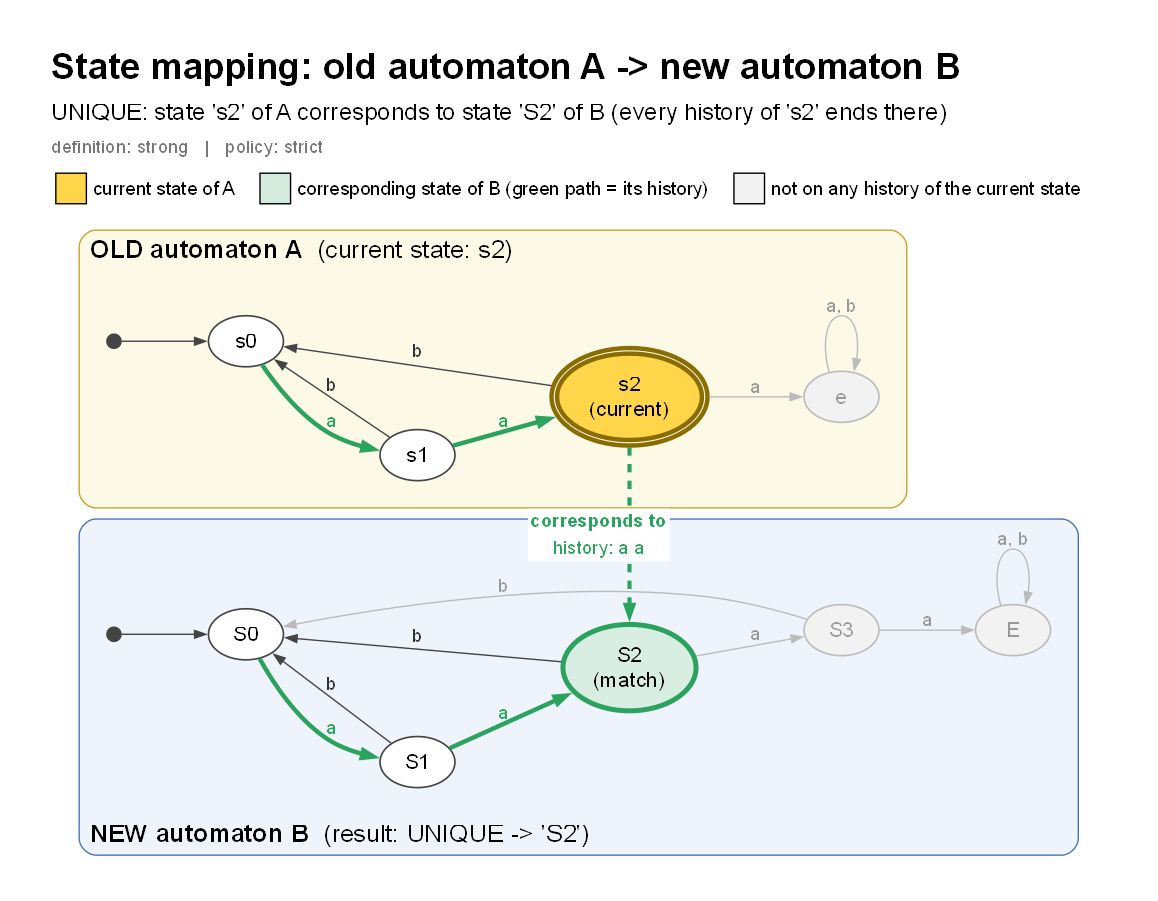 State mapping: old automaton A -> new automaton B
UNIQUE: state 's2' of A corresponds to state 'S2' of B (every history of 's2' ends there)
definition: strong | policy: strict
current state of A
corresponding state of B (green path = its history)
not on any history of the current state
OLD automaton A (current state: s2)
a, b
s0
b
s2
(current)
a
e
b
a
a
s1
corresponds to
history: a a
a, b
b
S0
b
S2
(match)
a
S3
a
E
b
a
a
S1
NEW automaton B (result: UNIQUE -> 'S2')